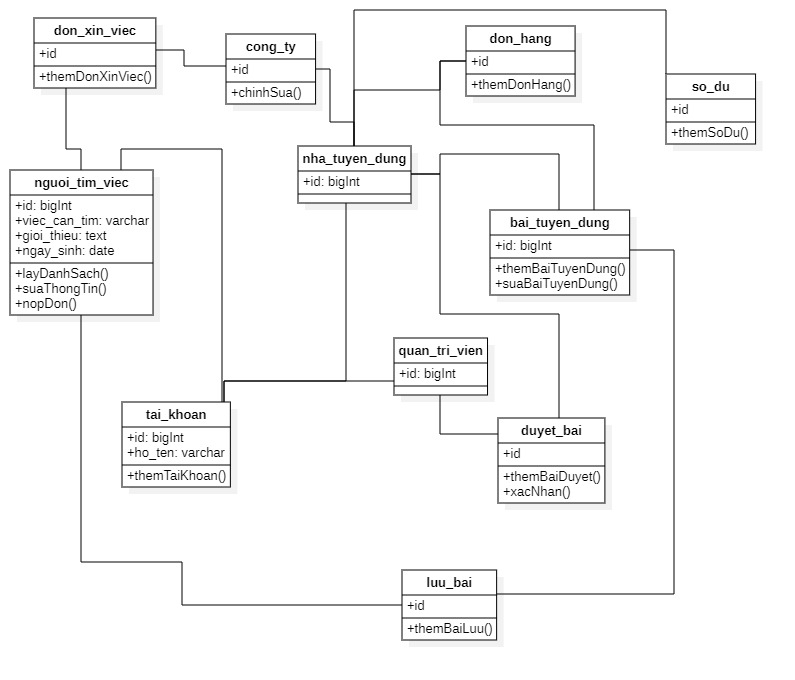 don_xin_viec
+id
+themDonXinViec()
cong_ty
+id
+chinhSua()
don_hang
+id
+themDonHang()
so_du
+id
+themSoDu()
nha_tuyen_dung
+id: bigInt
nguoi_tim_viec
+id: bigInt
+viec_can_tim: varchar
+gioi_thieu: text
+ngay_sinh: date
+layDanhSach()
+suaThongTin()
+nopDon()
bai_tuyen_dung
+id: bigInt
+themBaiTuyenDung()
+suaBaiTuyenDung()
quan_tri_vien
+id: bigInt
tai_khoan
+id: bigInt
+ho_ten: varchar
+themTaiKhoan()
duyet_bai
+id
+themBaiDuyet()
+xacNhan()
luu_bai
+id
+themBaiLuu()